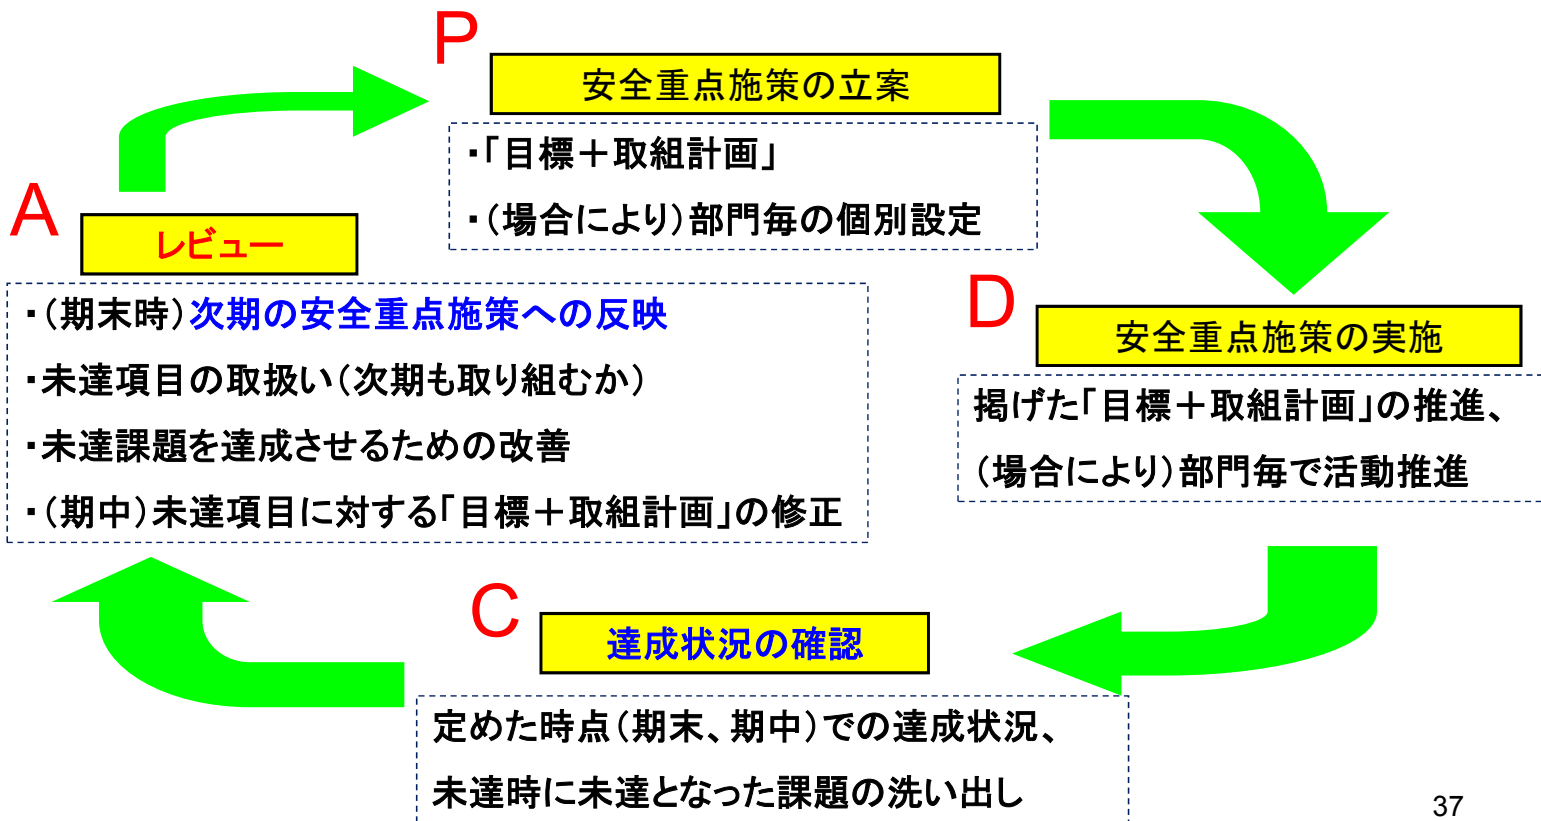 P
安全重点施策の立案
・「目標＋取組計画」
・（場合により）部門毎の個別設定
D
安全重点施策の実施
掲げた「目標＋取組計画」の推進、
（場合により）部門毎で活動推進
C
達成状況の確認
定めた時点（期末、期中）での達成状況、
未達時に未達となった課題の洗い出し
A
レビュー
・（期末時）次期の安全重点施策への反映
・未達項目の取扱い（次期も取り組むか）
・未達課題を達成させるための改善
・（期中）未達項目に対する「目標＋取組計画」の修正
37